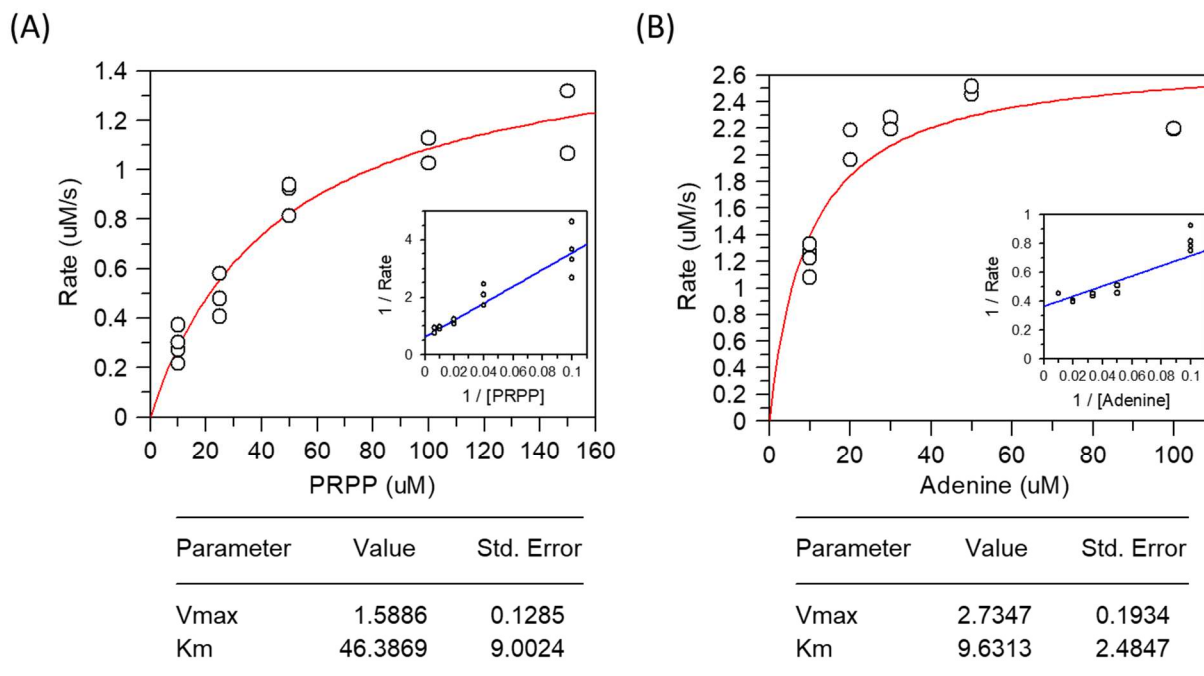 (A)
1.4
1.2
1
0.8
0.6
0.4
0.2
0
Rate (uM/s)
0 20 40 60 80 100 120 140 160
PRPP (uM)
4
2
0
1 / Rate
0 0.02 0.04 0.06 0.08 0.1
1 / [PRPP]
Parameter Value Std. Error
Vmax 1.5886 0.1285
Km 46.3869 9.0024
(B)
2.6
2.4
2.2
2
1.8
1.6
1.4
1.2
1
0.8
0.6
0.4
0.2
0
Rate (uM/s)
0 20 40 60 80 100
Adenine (uM)
1
0.8
0.6
0.4
0.2
0
1 / Rate
0 0.02 0.04 0.06 0.08 0.1
1 / [Adenine]
Parameter Value Std. Error
Vmax 2.7347 0.1934
Km 9.6313 2.4847